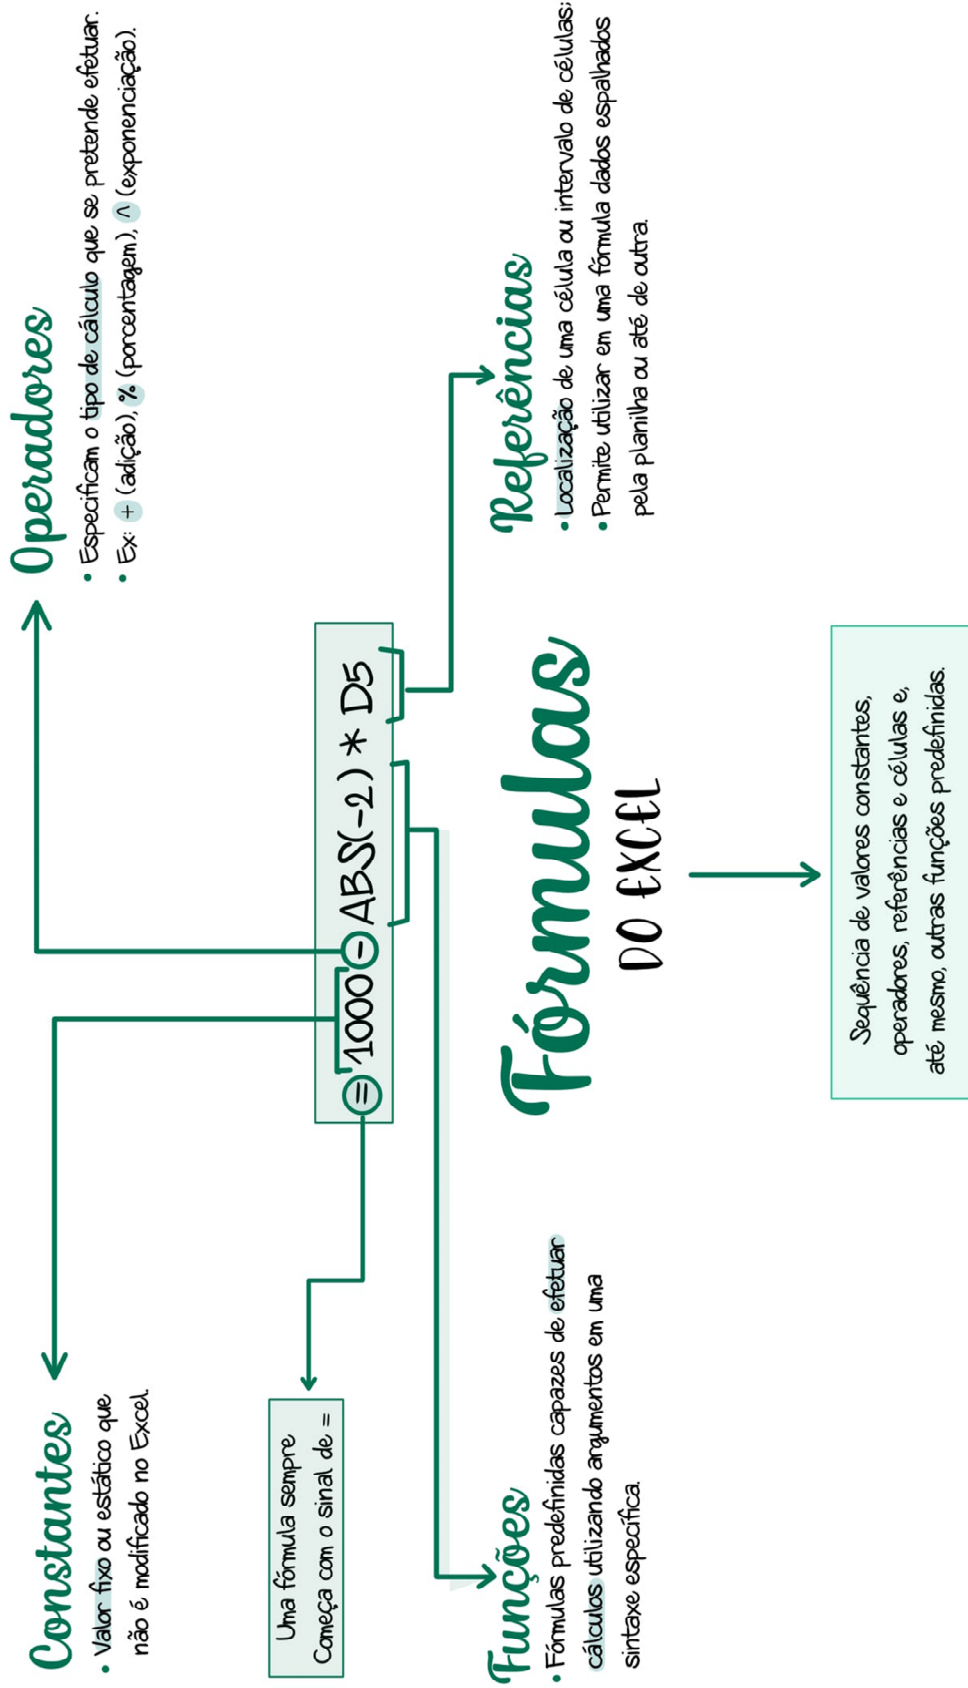 Constantes
• Valor fixo ou estático que
não é modificado no Excel.
Operadores
• Especificam o tipo de cálculo que se pretende efetuar.
• Ex: + (adição), % (porcentagem), ^ (exponenciação).
Uma fórmula sempre
Começa com o sinal de =
= 1000 - ABS(-2) * D5
Funções
• Fórmulas predefinidas capazes de efetuar
cálculos utilizando argumentos em uma
sintaxe específica.
Fórmulas
DO EXCEL
Referências
• Localização de uma célula ou intervalo de células;
• Permite utilizar em uma fórmula dados espalhados
pela planilha ou até de outra.
Sequência de valores constantes,
operadores, referências e células e,
até mesmo, outras funções predefinidas.